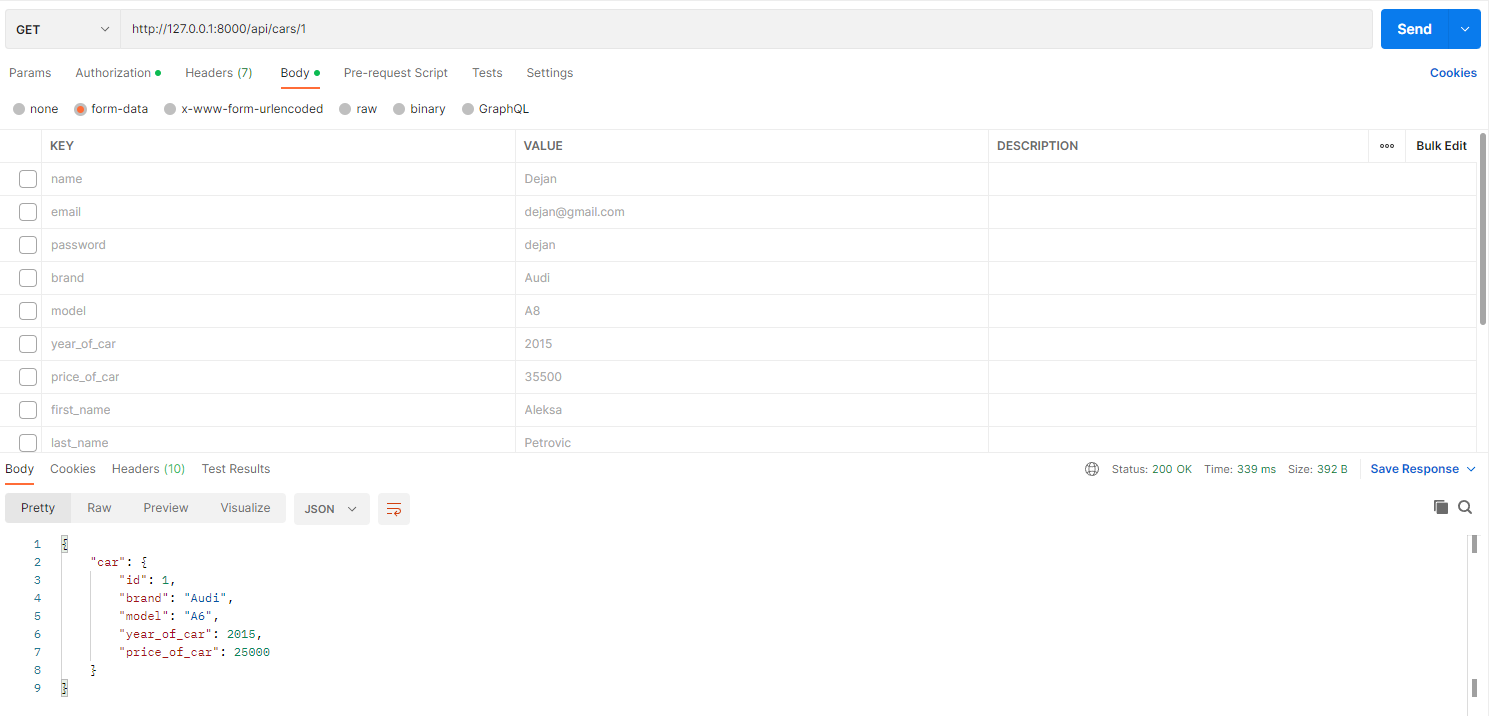 GET http://127.0.0.1:8000/api/cars/1 Send
Params Authorization Headers (7) Body Pre-request Script Tests Settings Cookies
none form-data x-www-form-urlencoded raw binary GraphQL
KEY VALUE DESCRIPTION Bulk Edit
name Dejan
email dejan@gmail.com
password dejan
brand Audi
model A8
year_of_car 2015
price_of_car 35500
first_name Aleksa
last_name Petrovic
Body Cookies Headers (10) Test Results Status: 200 OK Time: 339 ms Size: 392 B Save Response
Pretty Raw Preview Visualize JSON
1 {
2 "car": {
3 "id": 1,
4 "brand": "Audi",
5 "model": "A6",
6 "year_of_car": 2015,
7 "price_of_car": 25000
8 }
9 }